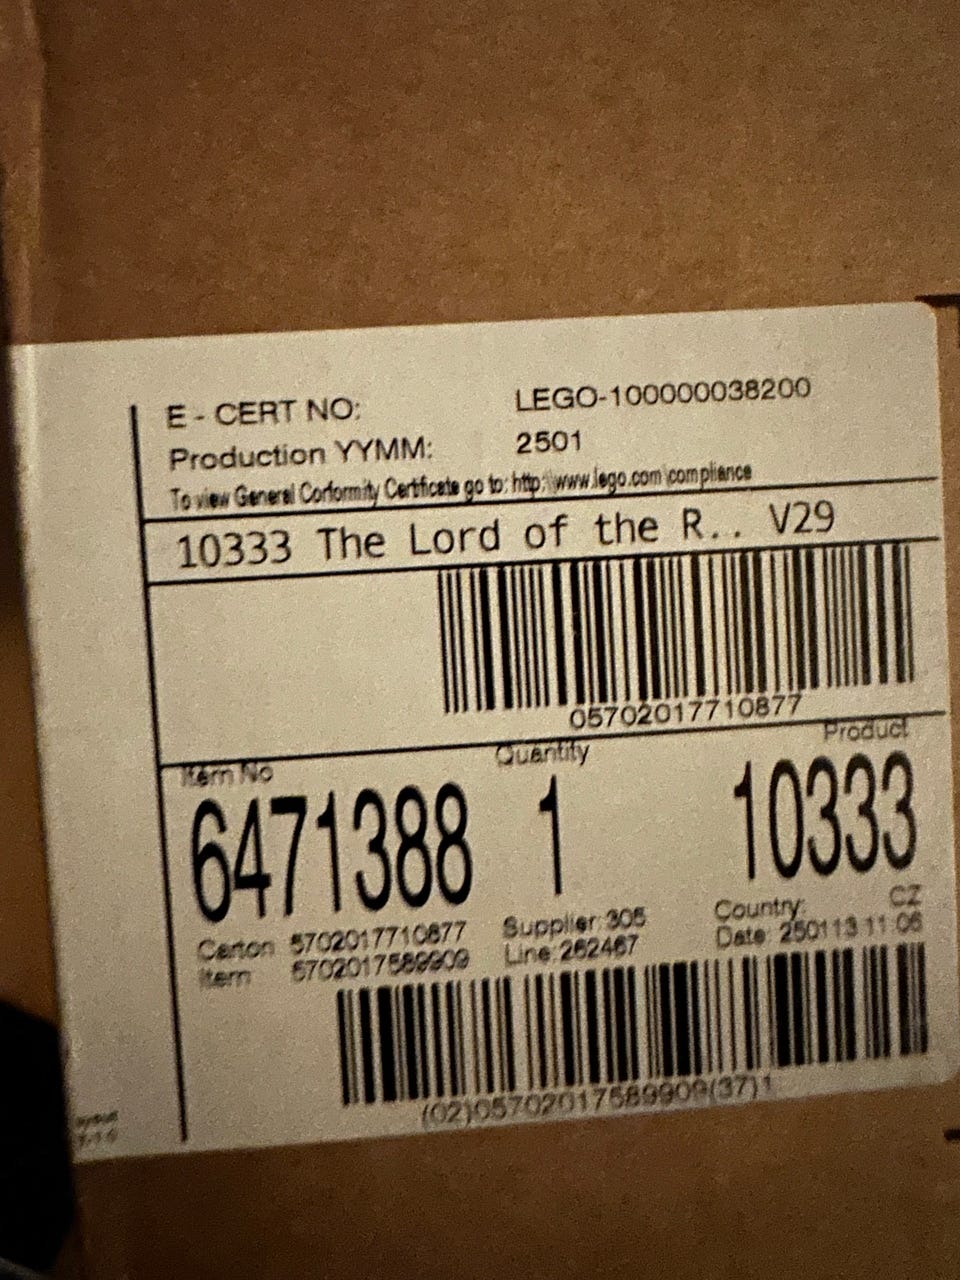 E - CERT NO: LEGO-100000038200
Production YYMM: 2501
To view General Conformity Certificate go to: http:\\www.lego.com\compliance
10333 The Lord of the R.. V29
05702017710877
Item No Quantity Product
6471388 1 10333
Carton 5702017710877 Supplier:305 Country: CZ
Item 5702017589909 Line:262467 Date: 250113 11:06
(02)05702017589909(37)1